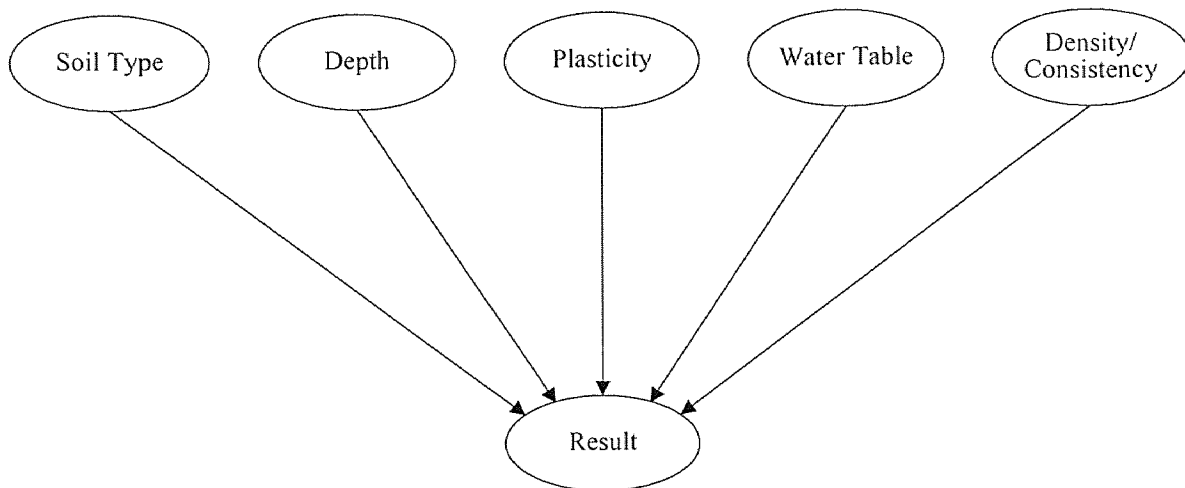 Soil Type
Depth
Plasticity
Water Table
Density/
Consistency
Result